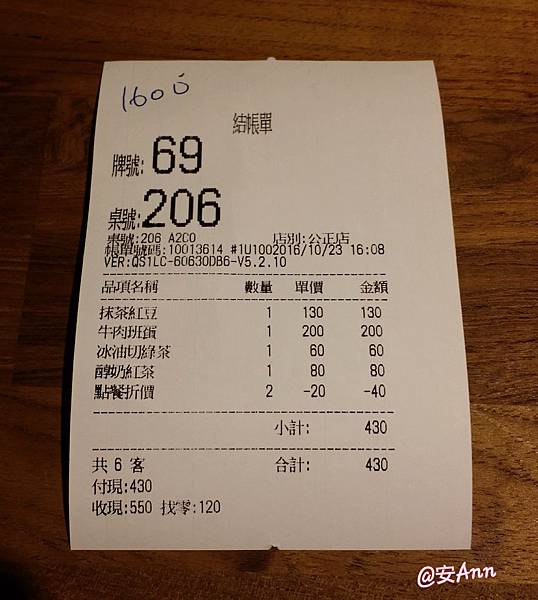 1600
結帳單
牌號:69
桌號:206
桌號:206 A2C0 店別:公正店
帳單號碼:10013614 #1U1002016/10/23 16:08
VER:QS1LC-60630DB6-V5.2.10
品項名稱 數量 單價 金額
抹茶紅豆 1 130 130
牛肉班蛋 1 200 200
冰油切綠茶 1 60 60
醇奶紅茶 1 80 80
點餐折價 2 -20 -40
小計: 430
共 6 客 合計: 430
付現:430
收現:550 找零:120
@安Ann